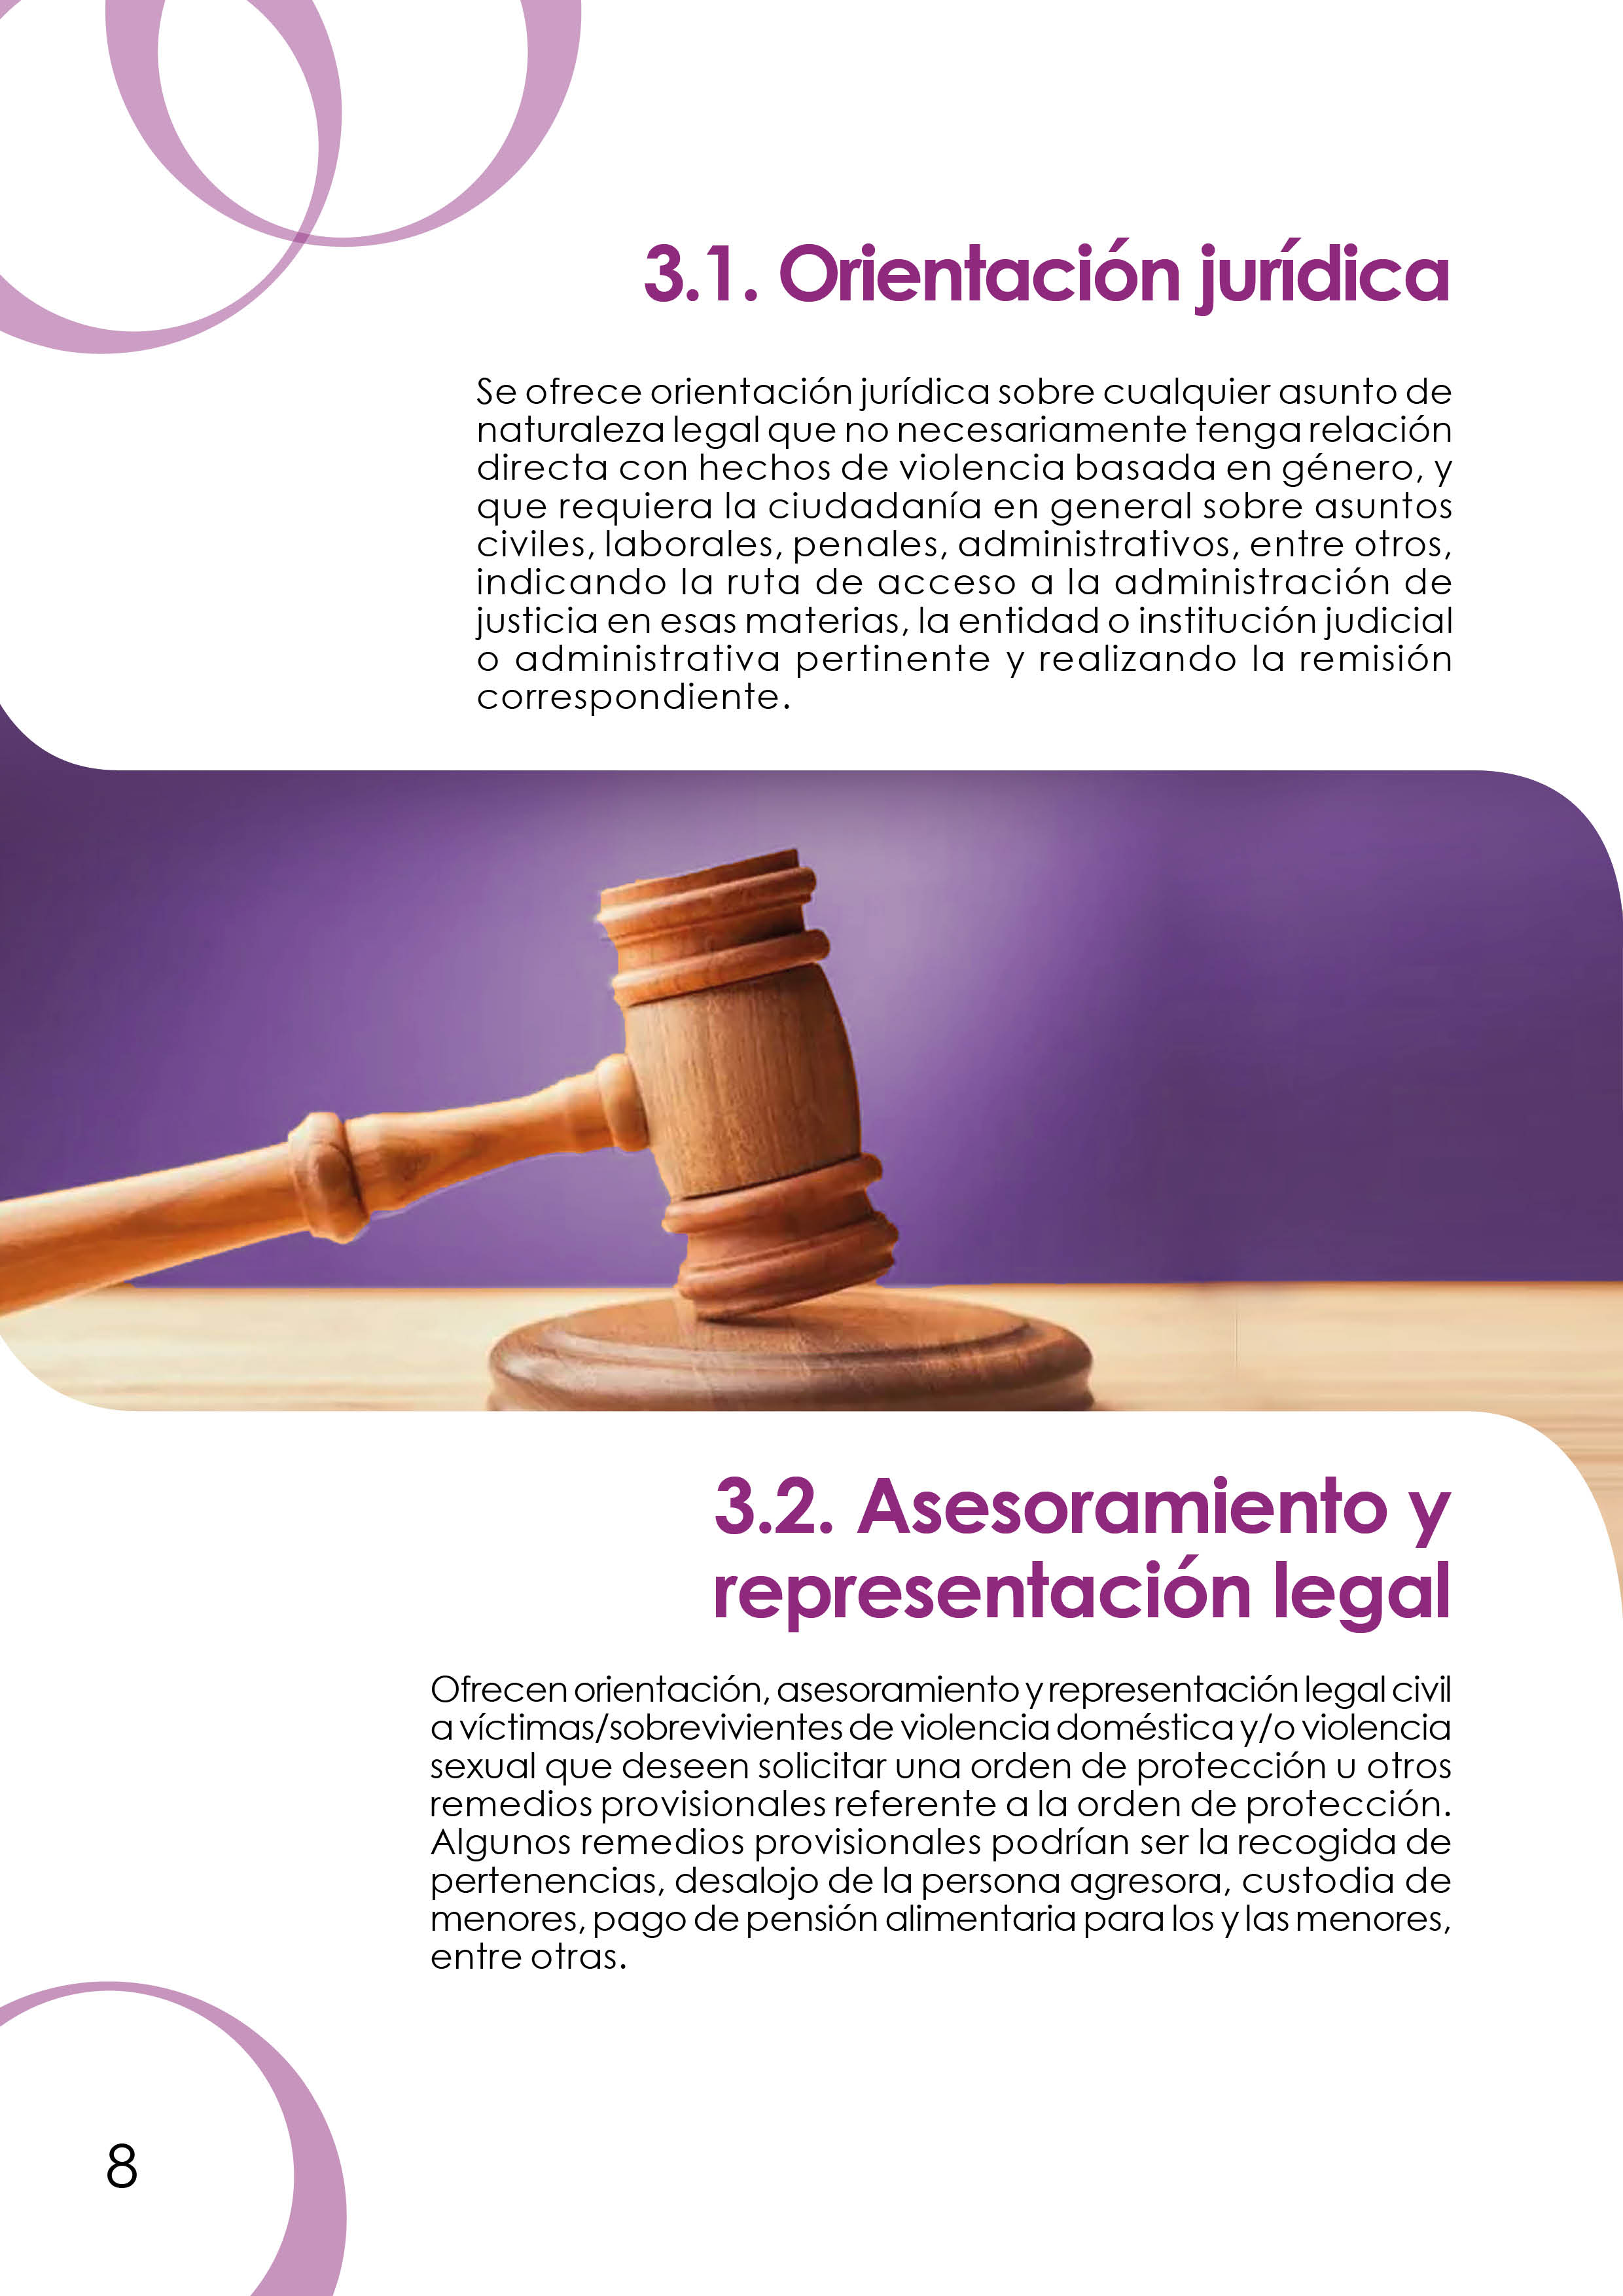 3.1. Orientación jurídica
Se ofrece orientación jurídica sobre cualquier asunto de
naturaleza legal que no necesariamente tenga relación
directa con hechos de violencia basada en género, y
que requiera la ciudadanía en general sobre asuntos
civiles, laborales, penales, administrativos, entre otros,
indicando la ruta de acceso a la administración de
justicia en esas materias, la entidad o institución judicial
o administrativa pertinente y realizando la remisión
correspondiente.
3.2. Asesoramiento y
representación legal
Ofrecen orientación, asesoramiento y representación legal civil
a víctimas/sobrevivientes de violencia doméstica y/o violencia
sexual que deseen solicitar una orden de protección u otros
remedios provisionales referente a la orden de protección.
Algunos remedios provisionales podrían ser la recogida de
pertenencias, desalojo de la persona agresora, custodia de
menores, pago de pensión alimentaria para los y las menores,
entre otras.
8